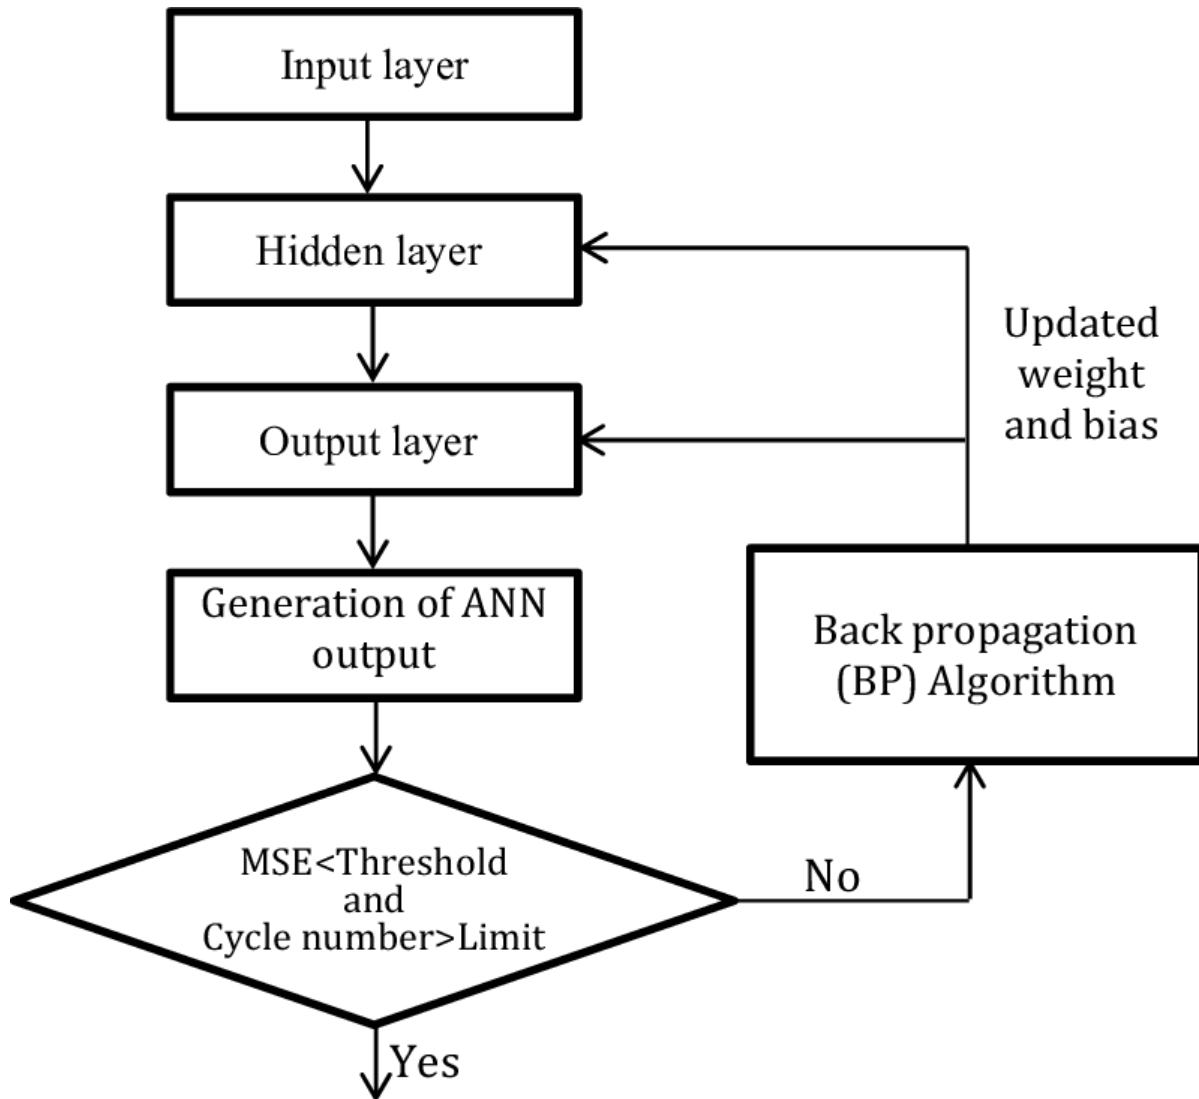 Input layer
Hidden layer
Updated
weight
and bias
Output layer
Generation of ANN
output
Back propagation
(BP) Algorithm
MSE<Threshold
and
Cycle number>Limit
No
Yes